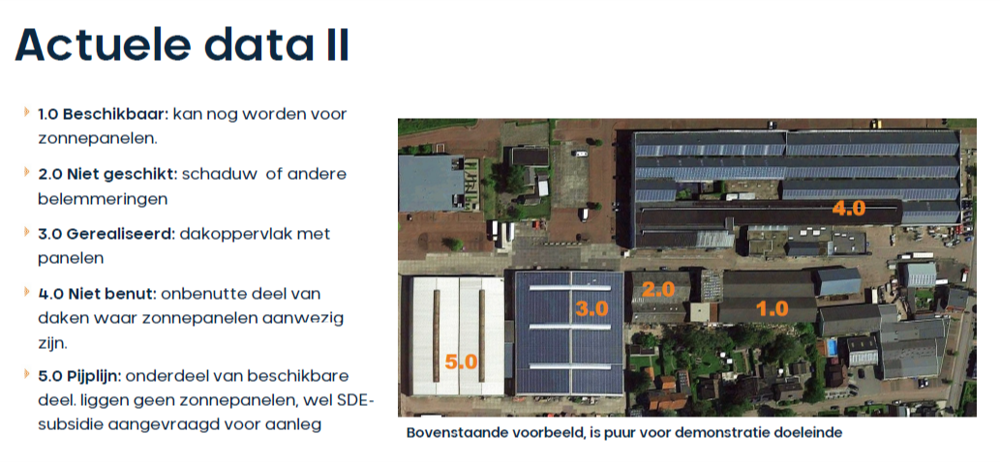 Actuele data II
1.0 Beschikbaar: kan nog worden voor
zonnepanelen.
2.0 Niet geschikt: schaduw of andere
belemmeringen
3.0 Gerealiseerd: dakoppervlak met
panelen
4.0 Niet benut: onbenutte deel van
daken waar zonnepanelen aanwezig
zijn.
5.0 Pijplijn: onderdeel van beschikbare
deel. liggen geen zonnepanelen, wel SDE-
subsidie aangevraagd voor aanleg
4.0
2.0
3.0
1.0
5.0
Bovenstaande voorbeeld, is puur voor demonstratie doeleinde